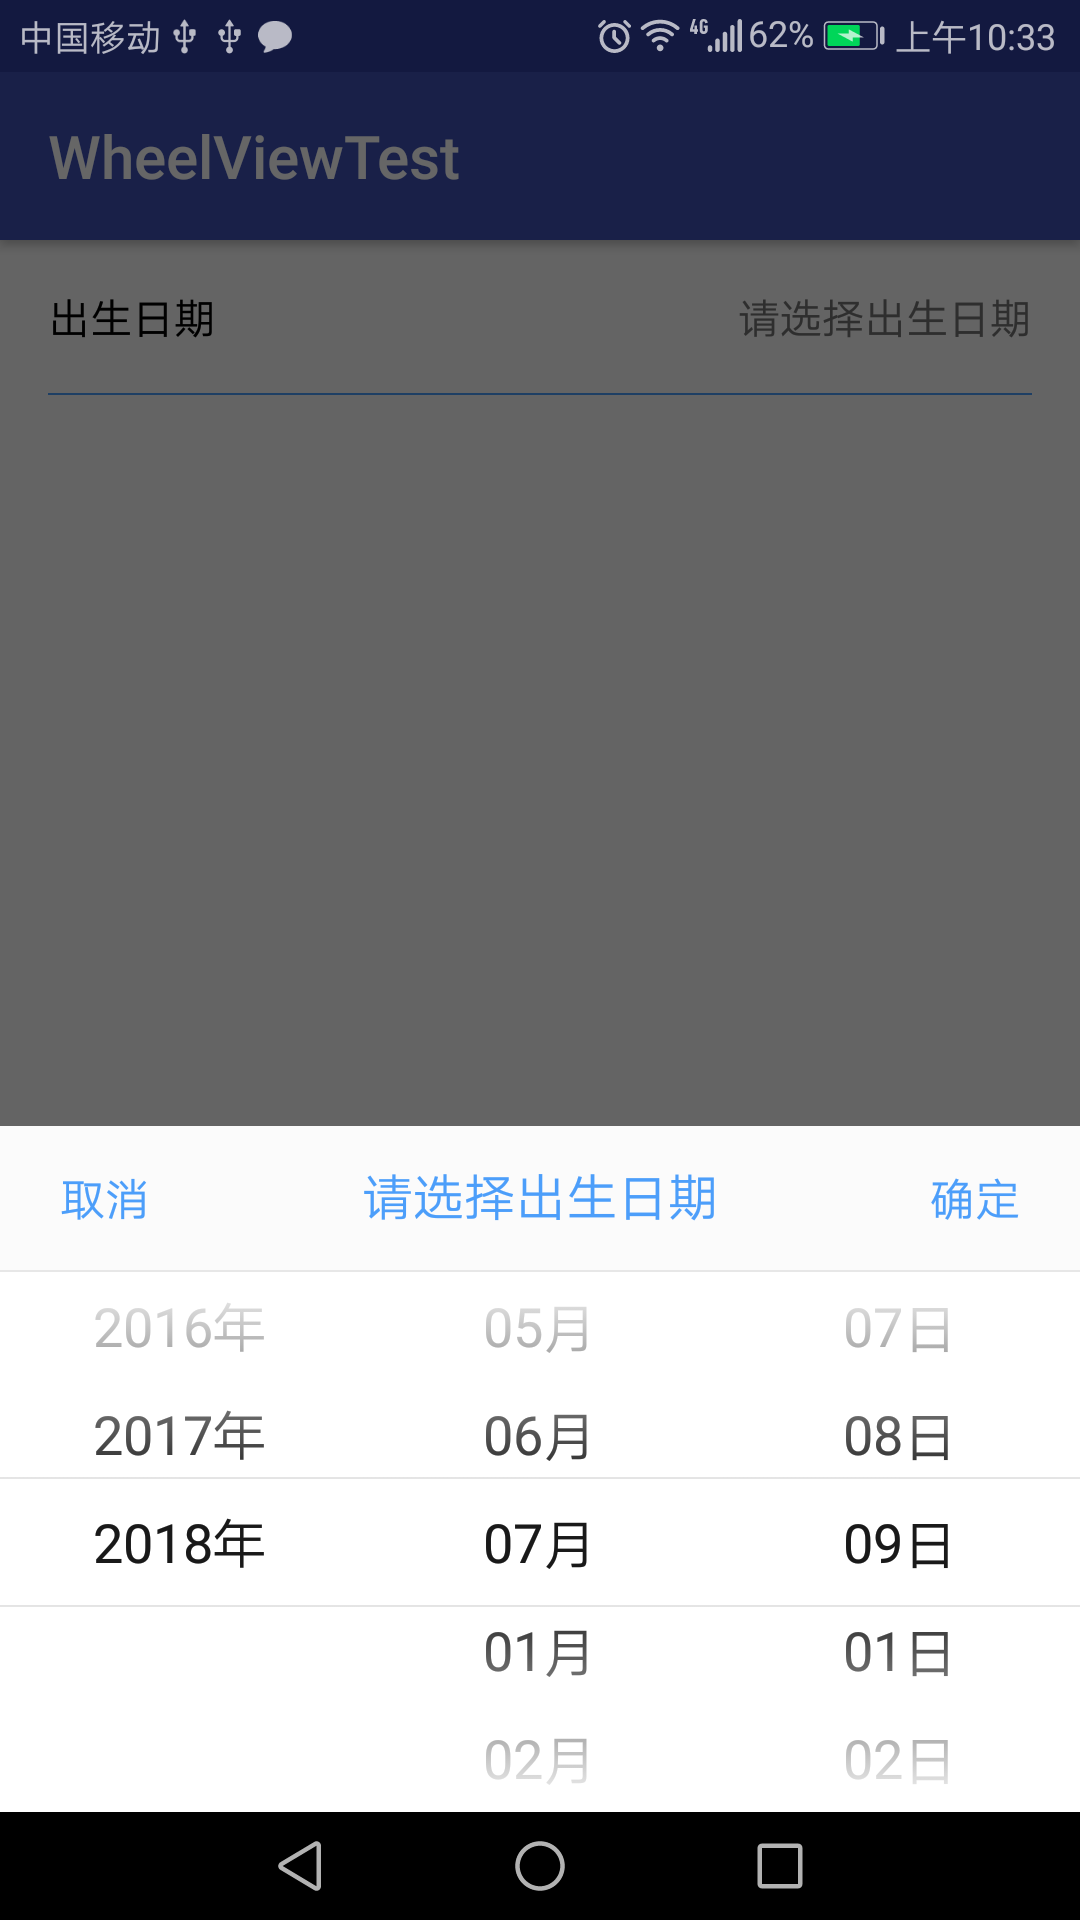 中国移动 4G 62% 上午10:33
WheelViewTest
出生日期 请选择出生日期
取消 请选择出生日期 确定
2016年 05月 07日
2017年 06月 08日
2018年 07月 09日
01月 01日
02月 02日